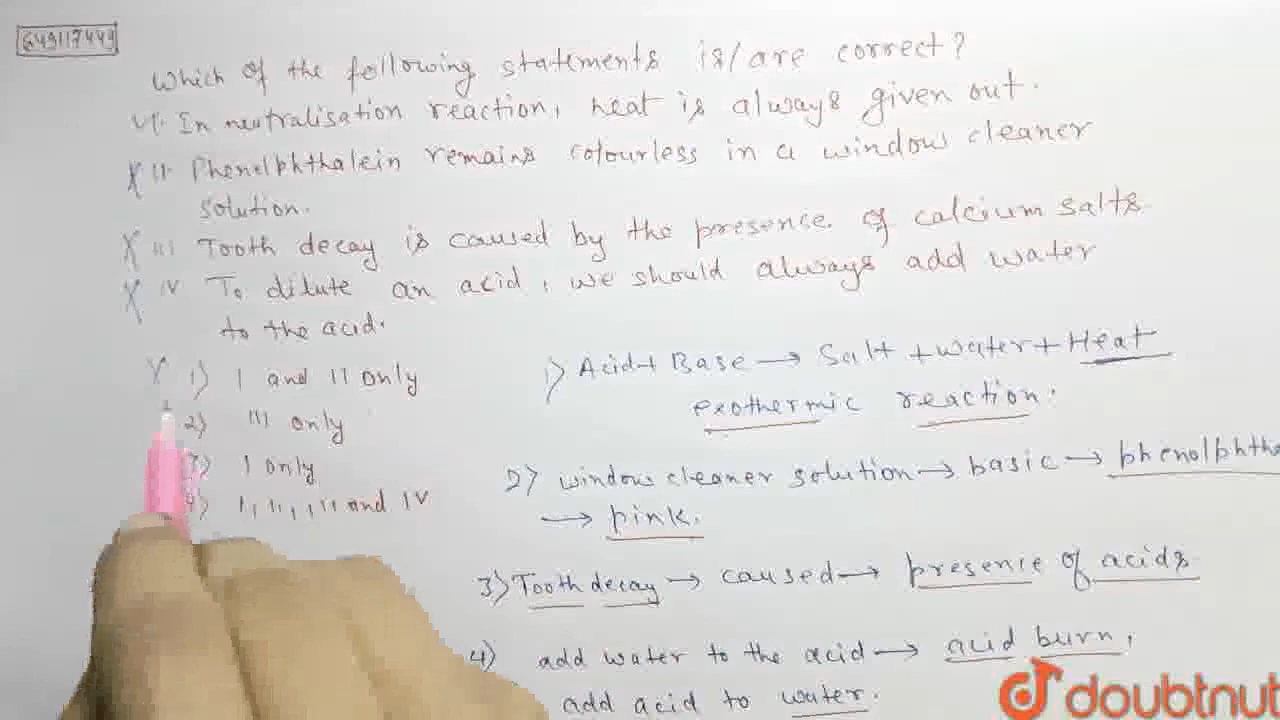 649117449
Which of the following statements is/are correct?
I. In neutralisation reaction, heat is always given out.
X II. Phenolphthalein remains colourless in a window cleaner
solution.
X III Tooth decay is caused by the presence of calcium salts.
X IV To dilute an acid, we should always add water
to the acid.
X 1) I and II only
2) III only
3) I only
4) I, II, III and IV
1) Acid + Base → Salt + water + Heat
exothermic reaction.
2) window cleaner solution → basic → phenolphtha
→ pink.
3) Tooth decay → caused → presence of acids
4) add water to the acid → acid burn,
add acid to water.
doubtnut